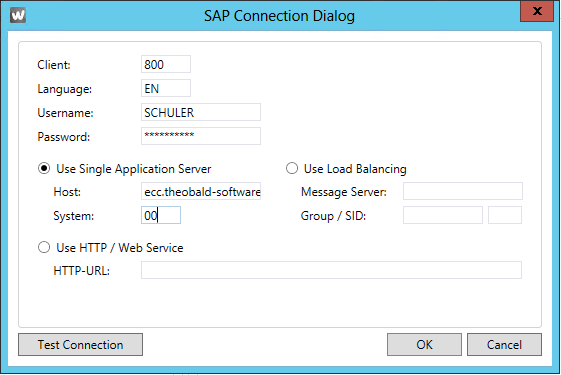 W SAP Connection Dialog X
Client: 800
Language: EN
Username: SCHULER
Password: **********
Use Single Application Server Use Load Balancing
Host: ecc.theobald-software Message Server:
System: 00 Group / SID:
Use HTTP / Web Service
HTTP-URL:
Test Connection OK Cancel